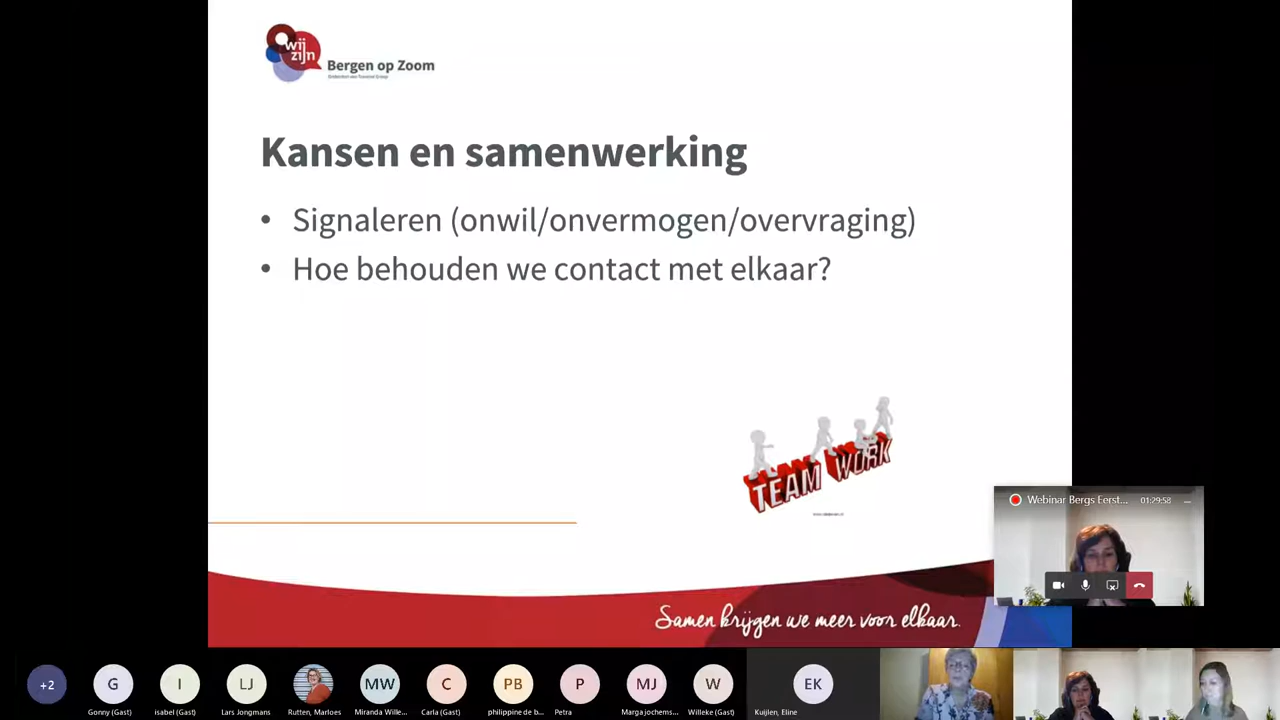 wij
zijn
Bergen op Zoom
Kansen en samenwerking
• Signaleren (onwil/onvermogen/overvraging)
• Hoe behouden we contact met elkaar?
TEAM WORK
Webinar Bergs Eerst... 01:29:58
Samen krijgen we meer voor elkaar.
+2 G I LJ MW C PB P MJ W EK
Gonny (Gast) isabel (Gast) Lars Jongmans Rutten, Marloes Miranda Wille... Carla (Gast) philippine de b... Petra Marga jochems... Willeke (Gast) Kuijlen, Eline